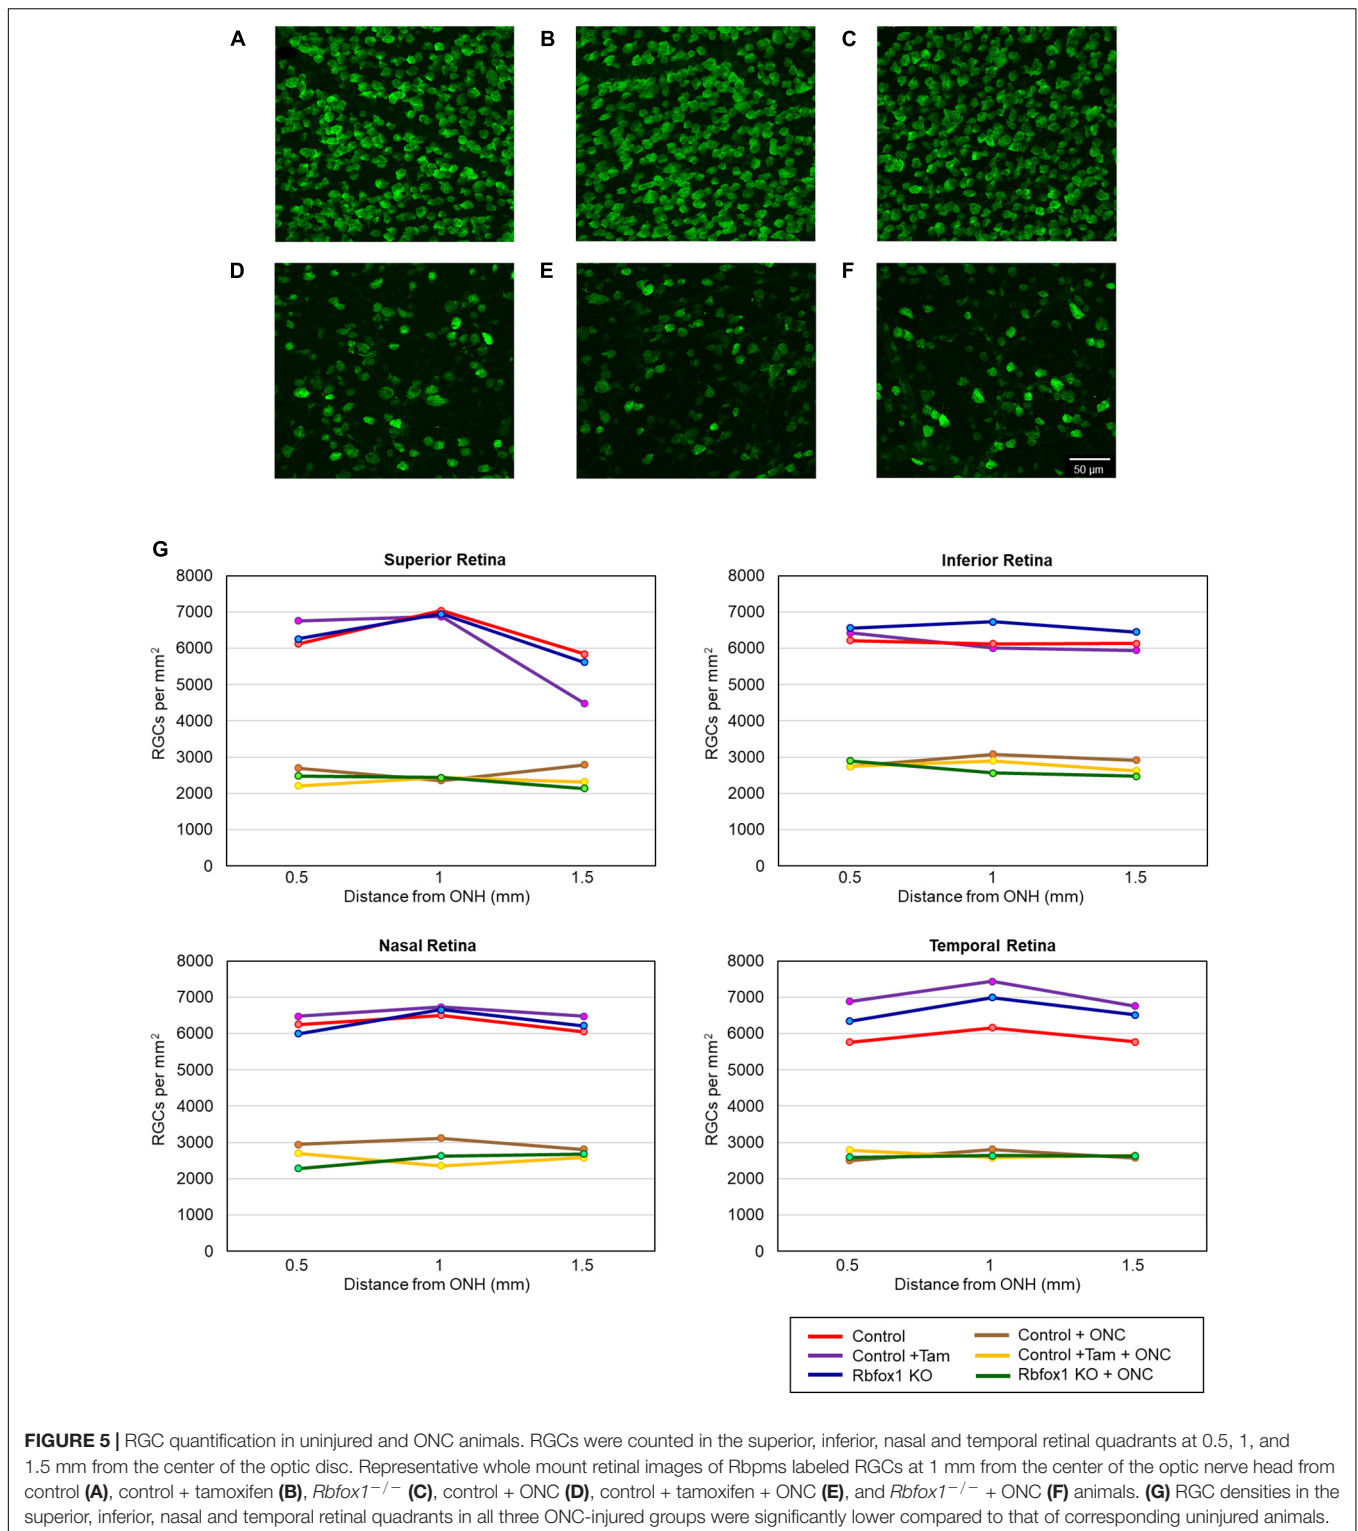 A
B
C
D
E
F
50 µm
G
Superior Retina
8000
7000
6000
5000
4000
3000
2000
1000
0
RGCs per mm²
0.5 1 1.5
Distance from ONH (mm)
Inferior Retina
8000
7000
6000
5000
4000
3000
2000
1000
0
RGCs per mm²
0.5 1 1.5
Distance from ONH (mm)
Nasal Retina
8000
7000
6000
5000
4000
3000
2000
1000
0
RGCs per mm²
0.5 1 1.5
Distance from ONH (mm)
Temporal Retina
8000
7000
6000
5000
4000
3000
2000
1000
0
RGCs per mm²
0.5 1 1.5
Distance from ONH (mm)
Control Control + ONC
Control +Tam Control +Tam + ONC
Rbfox1 KO Rbfox1 KO + ONC
FIGURE 5 | RGC quantification in uninjured and ONC animals. RGCs were counted in the superior, inferior, nasal and temporal retinal quadrants at 0.5, 1, and
1.5 mm from the center of the optic disc. Representative whole mount retinal images of Rbpms labeled RGCs at 1 mm from the center of the optic nerve head from
control (A), control + tamoxifen (B), Rbfox1−/− (C), control + ONC (D), control + tamoxifen + ONC (E), and Rbfox1−/− + ONC (F) animals. (G) RGC densities in the
superior, inferior, nasal and temporal retinal quadrants in all three ONC-injured groups were significantly lower compared to that of corresponding uninjured animals.